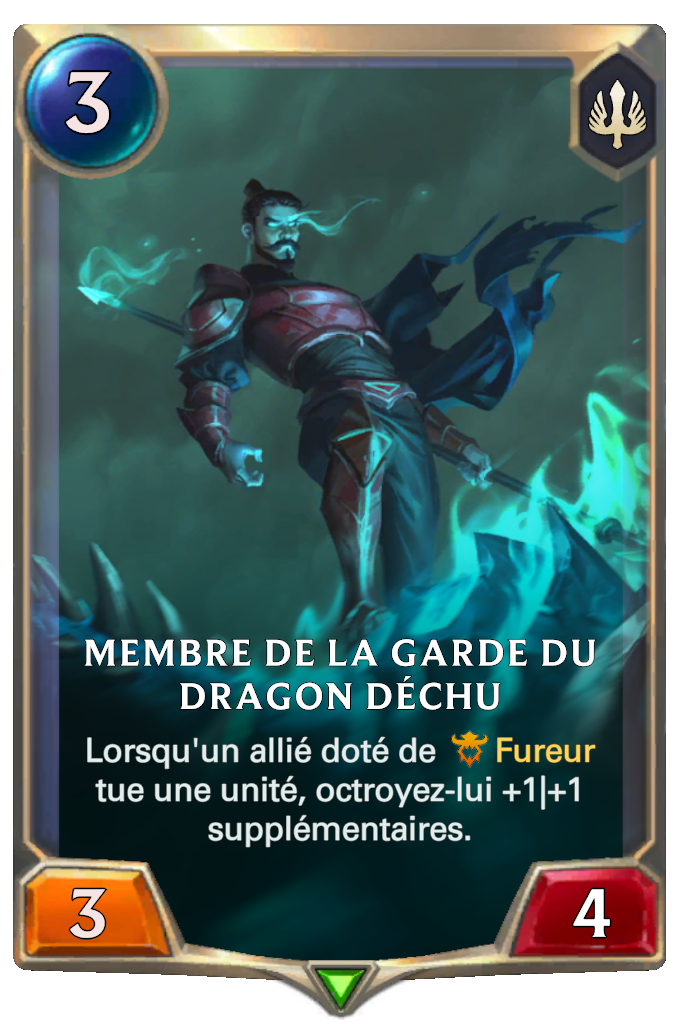 3
MEMBRE DE LA GARDE DU
DRAGON DÉCHU
Lorsqu'un allié doté de Fureur
tue une unité, octroyez-lui +1|+1
supplémentaires.
3
4